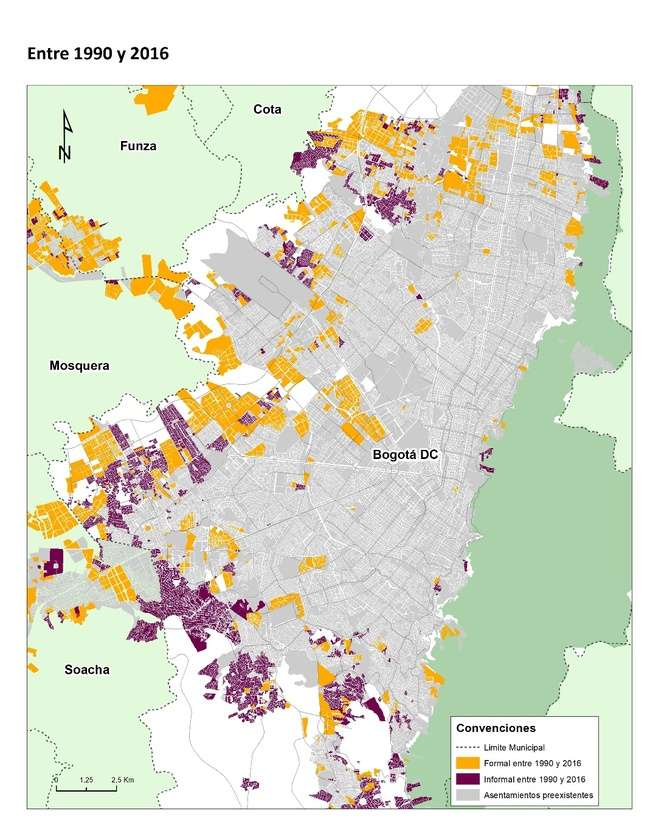 Entre 1990 y 2016
Cota
Funza
N
Mosquera
Bogotá DC
Soacha
Convenciones
Límite Municipal
Formal entre 1990 y 2016
Informal entre 1990 y 2016
Asentamientos preexistentes
0 1,25 2,5 Km